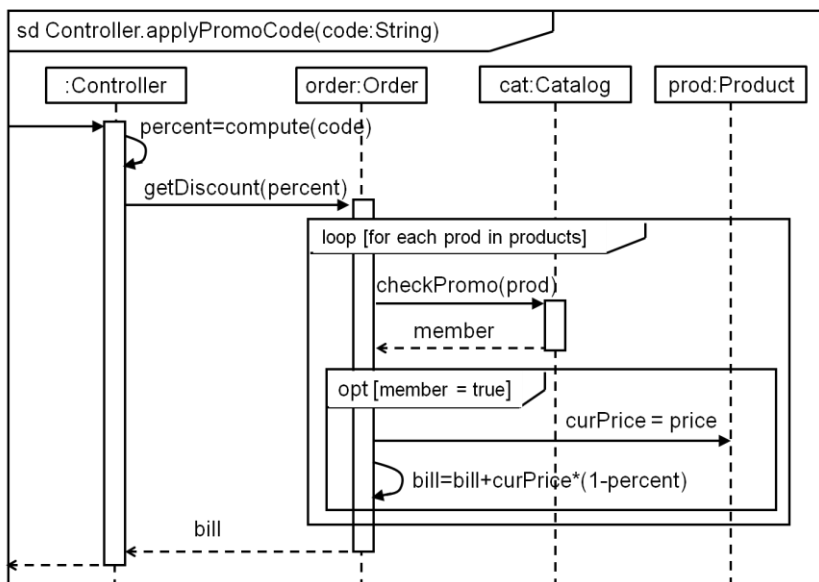 sd Controller.applyPromoCode(code:String)
:Controller
order:Order
cat:Catalog
prod:Product
percent=compute(code)
getDiscount(percent)
loop [for each prod in products]
checkPromo(prod)
member
opt [member = true]
curPrice = price
bill=bill+curPrice*(1-percent)
bill